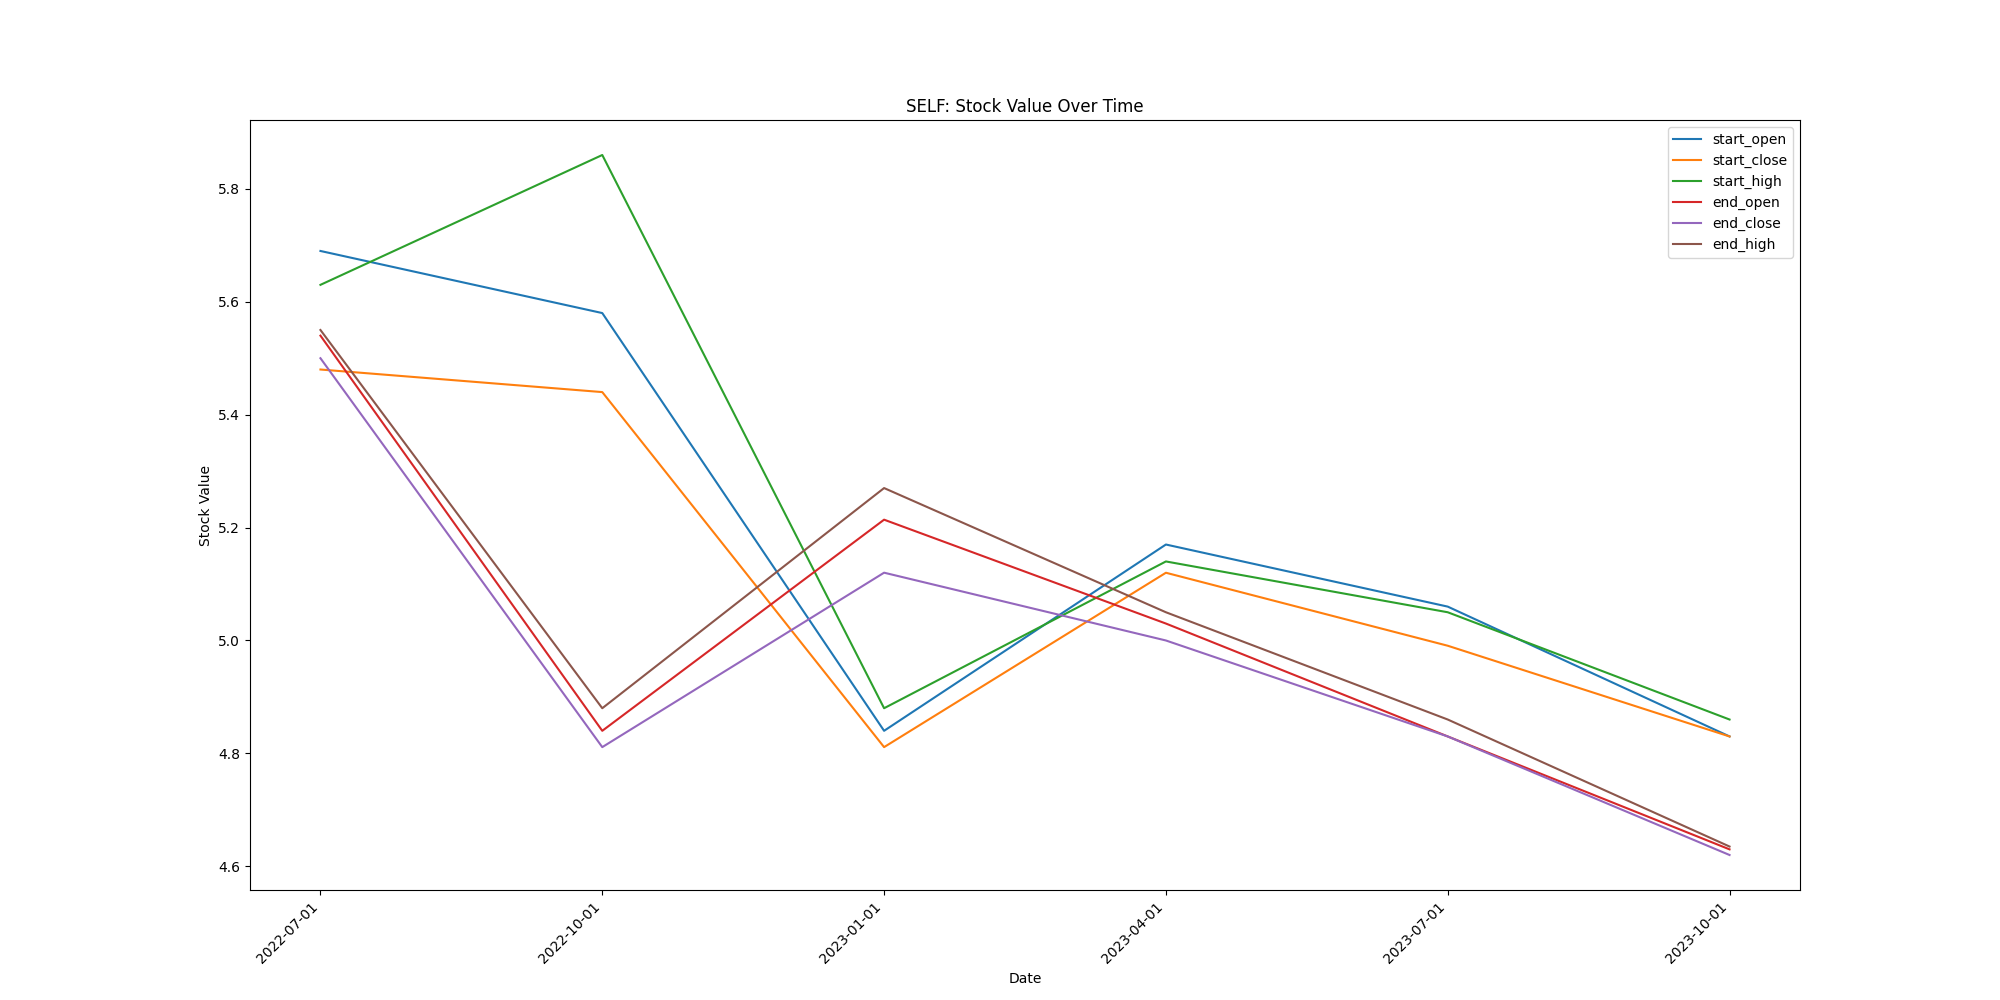 SELF: Stock Value Over Time
start_open
start_close
start_high
end_open
end_close
end_high
Stock Value
5.8
5.6
5.4
5.2
5.0
4.8
4.6
2022-07-01
2022-10-01
2023-01-01
2023-04-01
2023-07-01
2023-10-01
Date